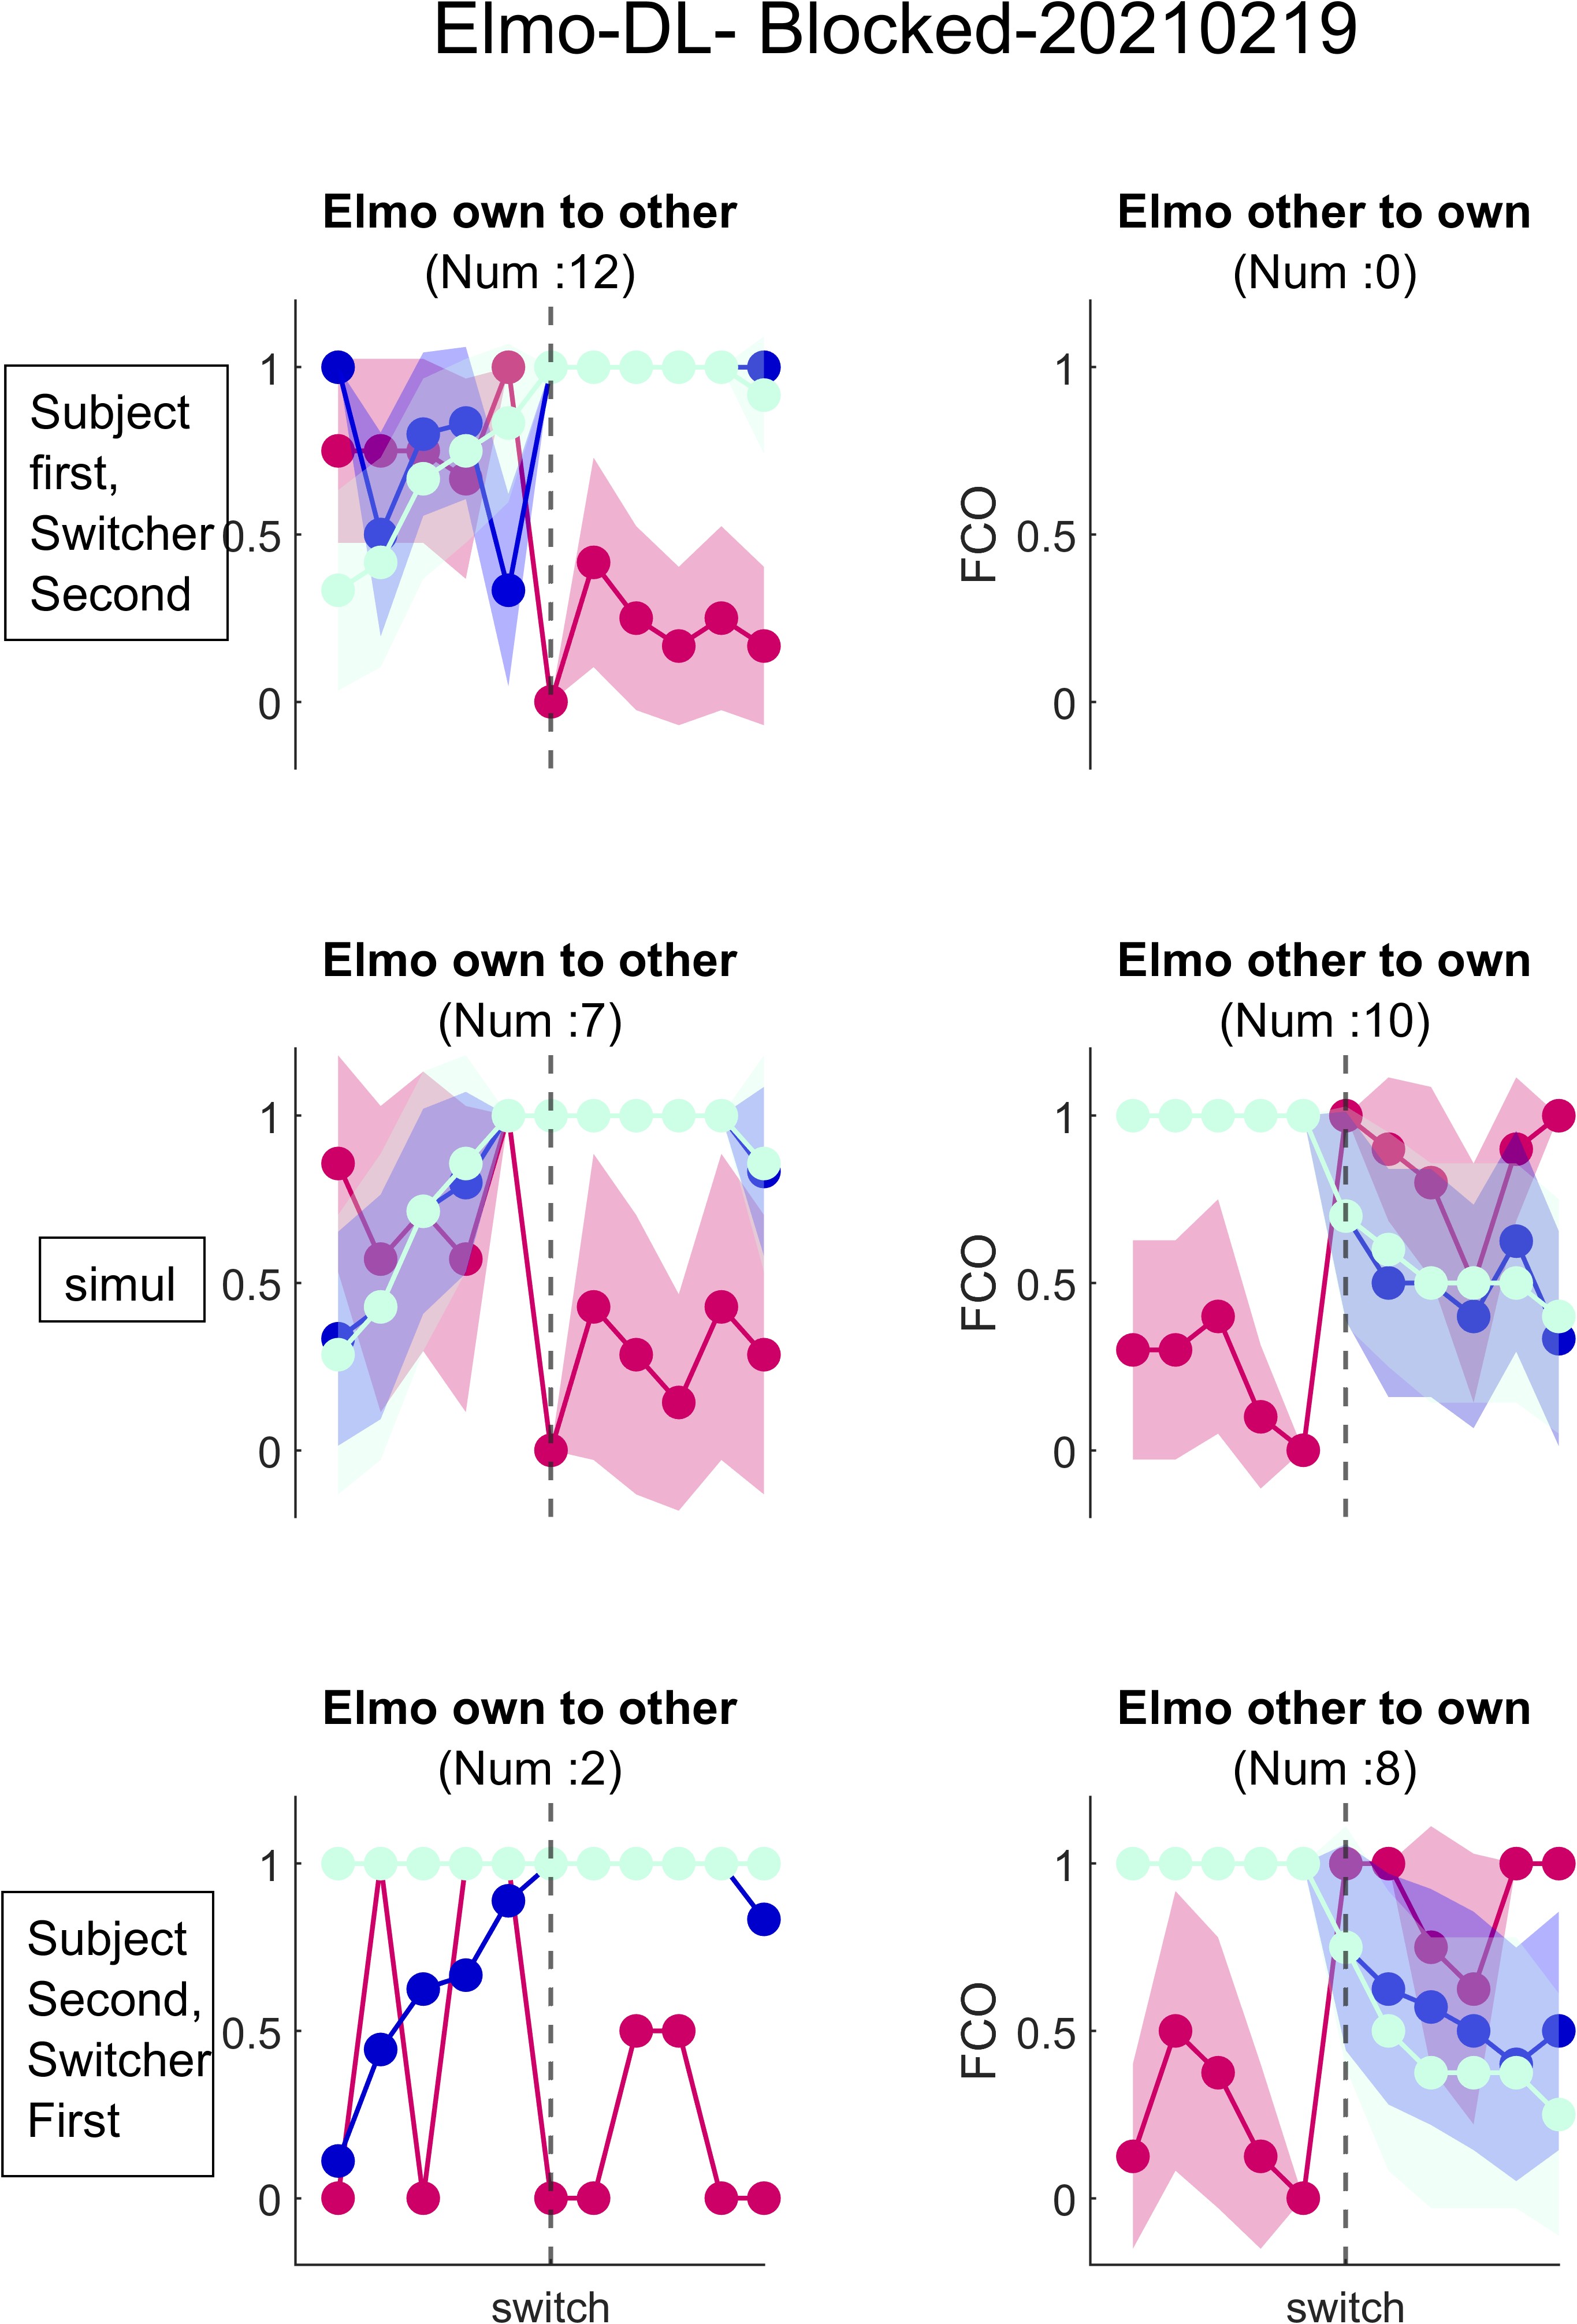 Elmo-DL- Blocked-20210219
Elmo own to other
(Num :12)
Elmo other to own
(Num :0)
Subject
first,
Switcher
Second
1
0.5
0
FCO
1
0.5
0
Elmo own to other
(Num :7)
Elmo other to own
(Num :10)
simul
1
0.5
0
FCO
1
0.5
0
Elmo own to other
(Num :2)
Elmo other to own
(Num :8)
Subject
Second,
Switcher
First
1
0.5
0
switch
FCO
1
0.5
0
switch